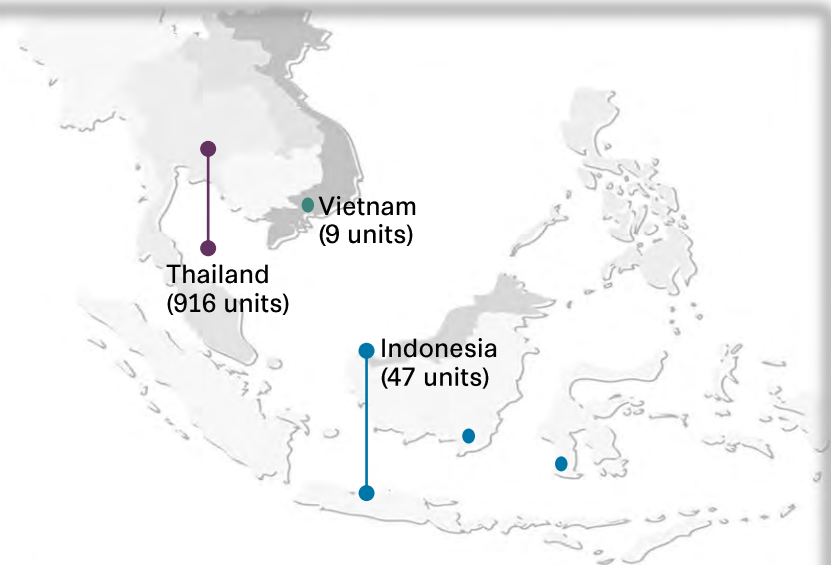 Vietnam
(9 units)
Thailand
(916 units)
Indonesia
(47 units)